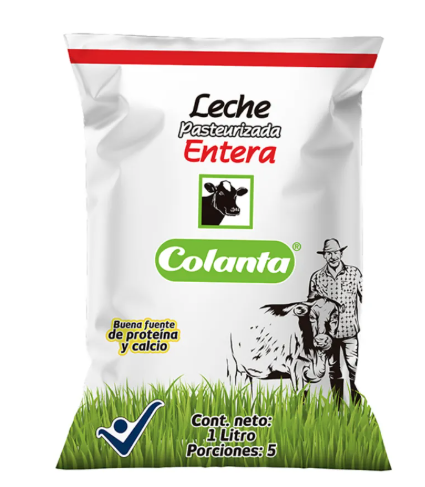 Leche
Pasteurizada
Entera
Colanta®
Buena fuente
de proteína
y calcio
Cont. neto:
1 Litro
Porciones: 5